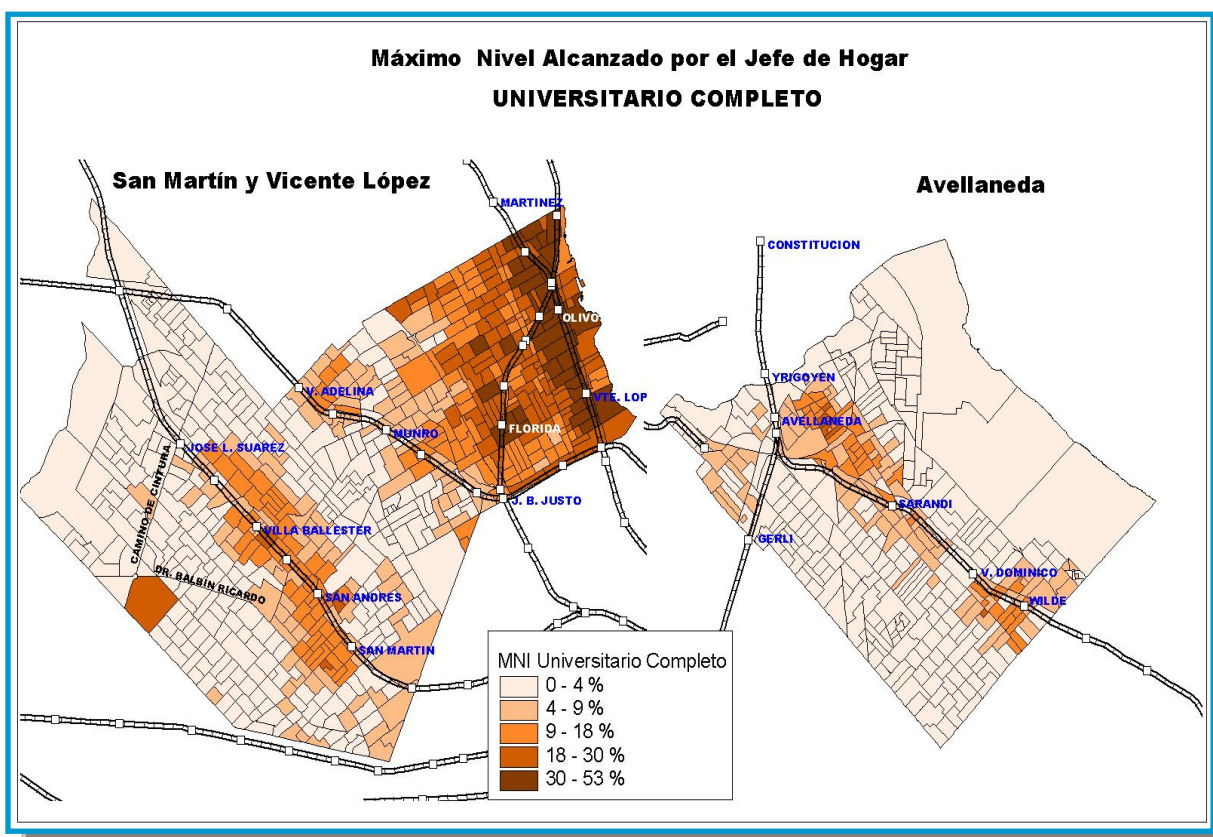 Máximo Nivel Alcanzado por el Jefe de Hogar
UNIVERSITARIO COMPLETO
San Martín y Vicente López
Avellaneda
MARTINEZ
CONSTITUCION
OLIVOS
YRIGOYEN
V. ADELINA
VTE. LOP
AVELLANEDA
FLORIDA
MUNRO
JOSE L. SUAREZ
CAMINO DE CINTURA
J. B. JUSTO
SARANDI
VILLA BALLESTER
GERLI
DR. BALBÍN RICARDO
V. DOMINICO
SAN ANDRES
WILDE
SAN MARTIN
MNI Universitario Completo
0 - 4 %
4 - 9 %
9 - 18 %
18 - 30 %
30 - 53 %